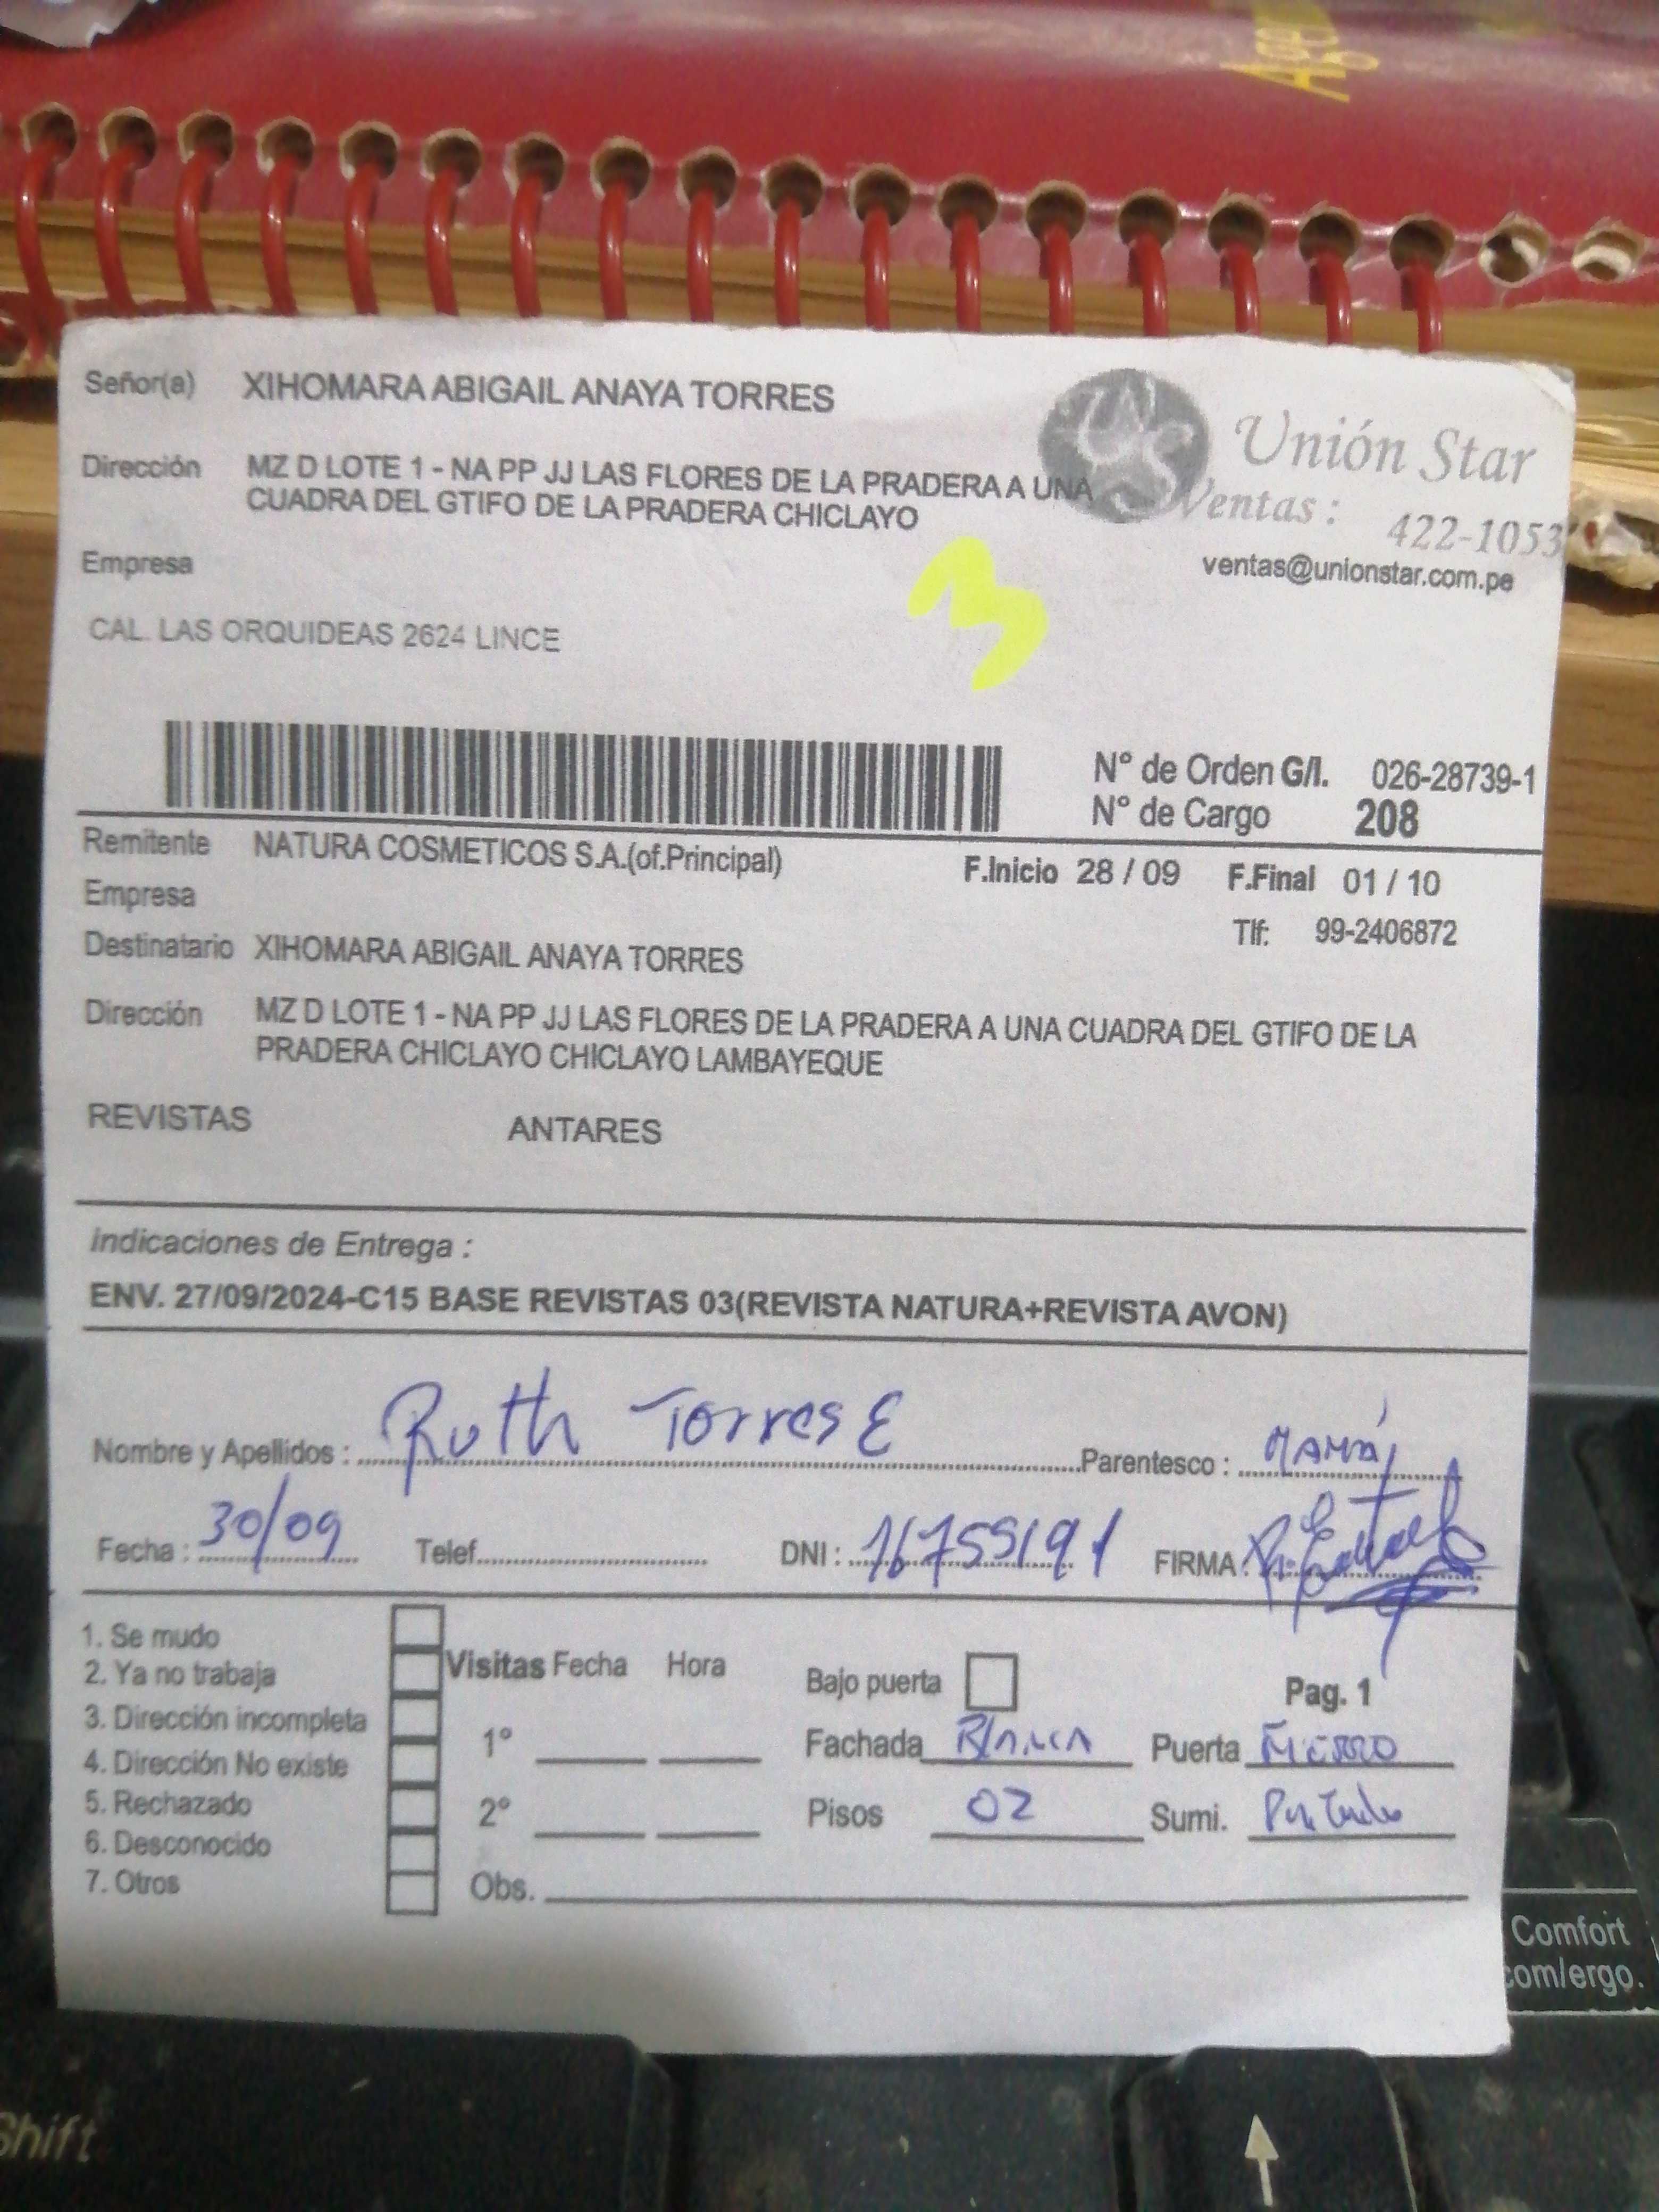 Señor(a) XIHOMARA ABIGAIL ANAYA TORRES
Unión Star
Dirección MZ D LOTE 1 - NA PP JJ LAS FLORES DE LA PRADERA A UNA
CUADRA DEL GTIFO DE LA PRADERA CHICLAYO
Ventas :
422-1053
ventas@unionstar.com.pe
Empresa
3
CAL. LAS ORQUIDEAS 2624 LINCE
N° de Orden G/I. 026-28739-1
N° de Cargo 208
Remitente NATURA COSMETICOS S.A.(of.Principal)
F.Inicio 28 / 09 F.Final 01 / 10
Empresa
Tlf: 99-2406872
Destinatario XIHOMARA ABIGAIL ANAYA TORRES
Dirección MZ D LOTE 1 - NA PP JJ LAS FLORES DE LA PRADERA A UNA CUADRA DEL GTIFO DE LA
PRADERA CHICLAYO CHICLAYO LAMBAYEQUE
REVISTAS ANTARES
Indicaciones de Entrega :
ENV. 27/09/2024-C15 BASE REVISTAS 03(REVISTA NATURA+REVISTA AVON)
Nombre y Apellidos : Ruth Torres E Parentesco : MAMá
Fecha : 30/09 Telef. DNI : 16755191 FIRMA :
1. Se mudo
2. Ya no trabaja
3. Dirección incompleta
4. Dirección No existe
5. Rechazado
6. Desconocido
7. Otros
Visitas Fecha Hora
1°
2°
Obs.
Bajo puerta
Pag. 1
Fachada Blanca Puerta Fierro
Pisos 02 Sumi.
Comfort
com/ergo.
Shift